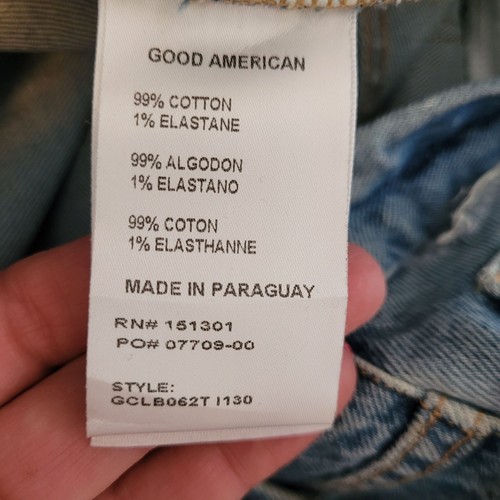 GOOD AMERICAN
99% COTTON
1% ELASTANE
99% ALGODON
1% ELASTANO
99% COTON
1% ELASTHANNE
MADE IN PARAGUAY
RN# 151301
PO# 07709-00
STYLE:
GCLB062T I130